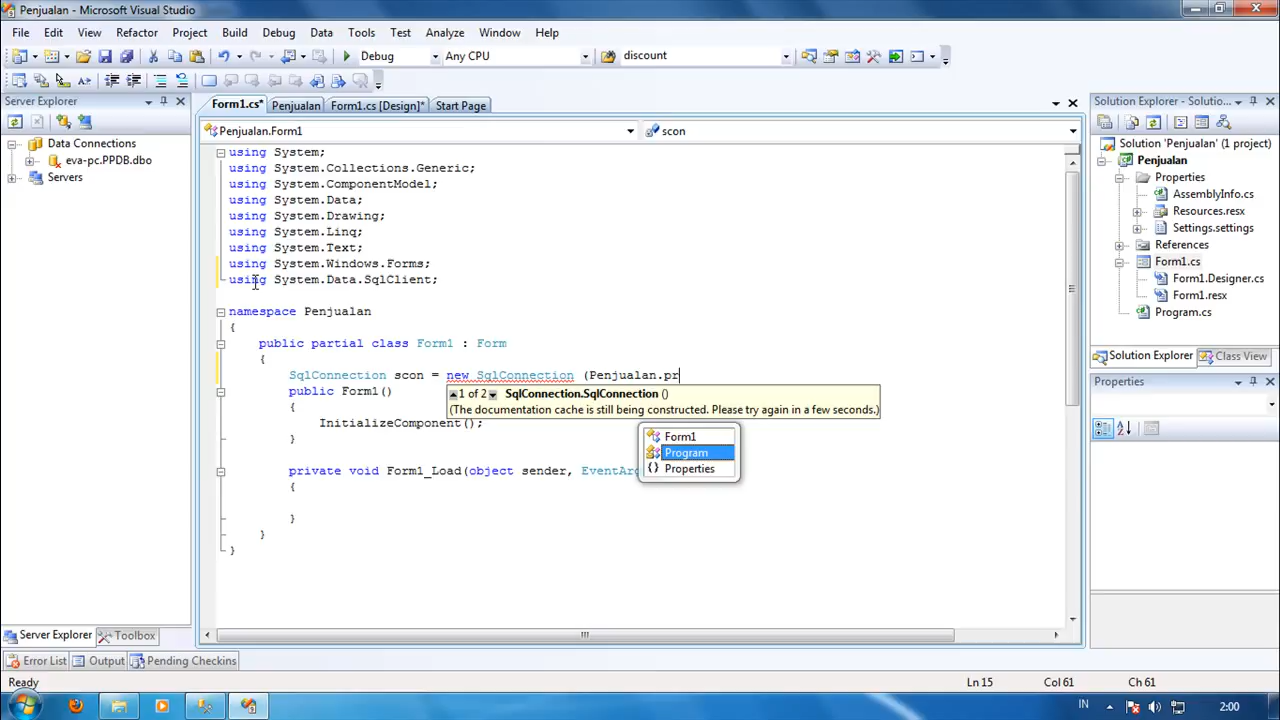 Penjualan - Microsoft Visual Studio
File Edit View Refactor Project Build Debug Data Tools Test Analyze Window Help
Debug Any CPU discount
Server Explorer
Data Connections
eva-pc.PPDB.dbo
Servers
Form1.cs* Penjualan Form1.cs [Design]* Start Page
Penjualan.Form1 scon
using System;
using System.Collections.Generic;
using System.ComponentModel;
using System.Data;
using System.Drawing;
using System.Linq;
using System.Text;
using System.Windows.Forms;
using System.Data.SqlClient;
namespace Penjualan
{
public partial class Form1 : Form
{
SqlConnection scon = new SqlConnection (Penjualan.pr
public Form1()
1 of 2 SqlConnection.SqlConnection ()
(The documentation cache is still being constructed. Please try again in a few seconds.)
{
InitializeComponent();
}
Form1
Program
Properties
private void Form1_Load(object sender, EventAr
{
}
}
}
Solution Explorer - Solutio...
Solution 'Penjualan' (1 project)
Penjualan
Properties
AssemblyInfo.cs
Resources.resx
Settings.settings
References
Form1.cs
Form1.Designer.cs
Form1.resx
Program.cs
Solution Explorer Class View
Properties
Server Explorer Toolbox
Error List Output Pending Checkins
Ready Ln 15 Col 61 Ch 61
IN 2:00